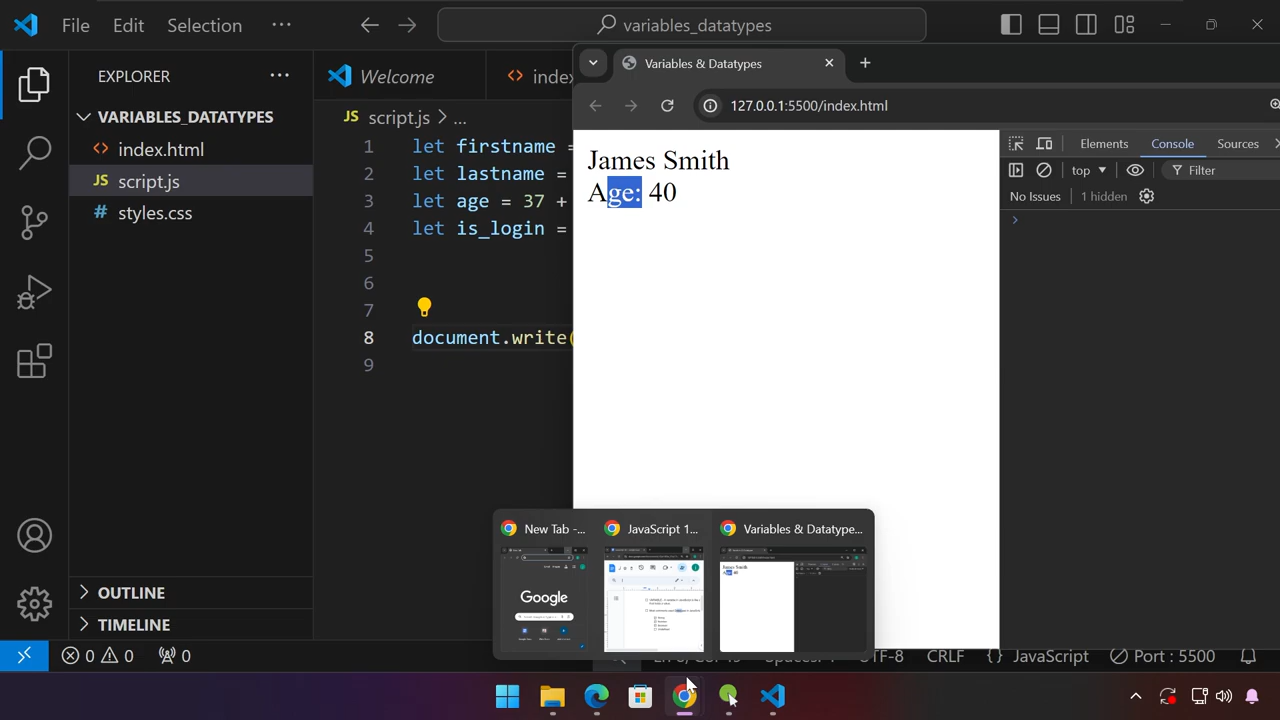 File Edit Selection ··· variables_datatypes
EXPLORER ···
VARIABLES_DATATYPES
index.html
JS script.js
# styles.css
OUTLINE
TIMELINE
Welcome
<> inde
JS script.js > ...
1 let firstname =
2 let lastname =
3 let age = 37 +
4 let is_login =
5
6
7
8 document.write(
9
Variables & Datatypes
127.0.0.1:5500/index.html
James Smith
Age: 40
Elements Console Sources
top Filter
No Issues 1 hidden
New Tab -... JavaScript 1... Variables & Datatype...
Google
0 0 0
CRLF {} JavaScript Port : 5500